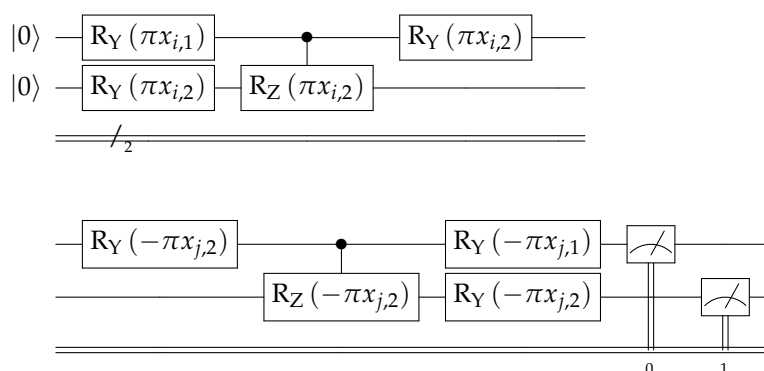 |0⟩ R_Y (πx_{i,1}) R_Y (πx_{i,2})
|0⟩ R_Y (πx_{i,2}) R_Z (πx_{i,2})
2
R_Y (−πx_{j,2}) R_Y (−πx_{j,1})
R_Z (−πx_{j,2}) R_Y (−πx_{j,2})
0 1